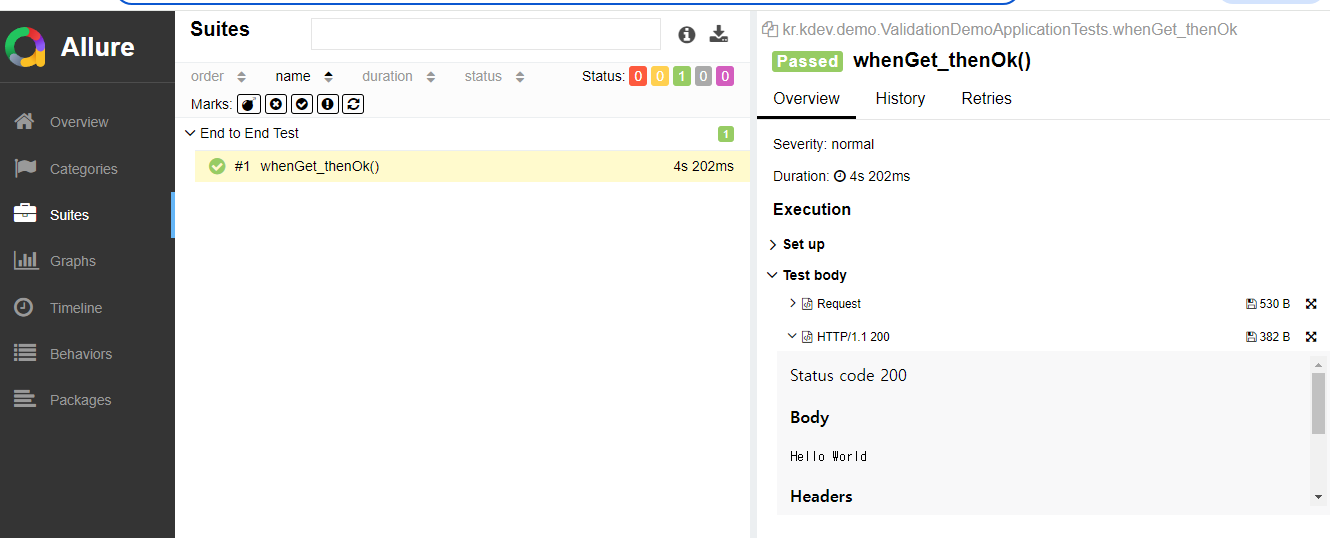 Allure
Overview
Categories
Suites
Graphs
Timeline
Behaviors
Packages
Suites
order name duration status Status: 0 0 1 0 0
Marks:
End to End Test 1
#1 whenGet_thenOk() 4s 202ms
kr.kdev.demo.ValidationDemoApplicationTests.whenGet_thenOk
Passed whenGet_thenOk()
Overview History Retries
Severity: normal
Duration: 4s 202ms
Execution
Set up
Test body
Request 530 B
HTTP/1.1 200 382 B
Status code 200
Body
Hello World
Headers